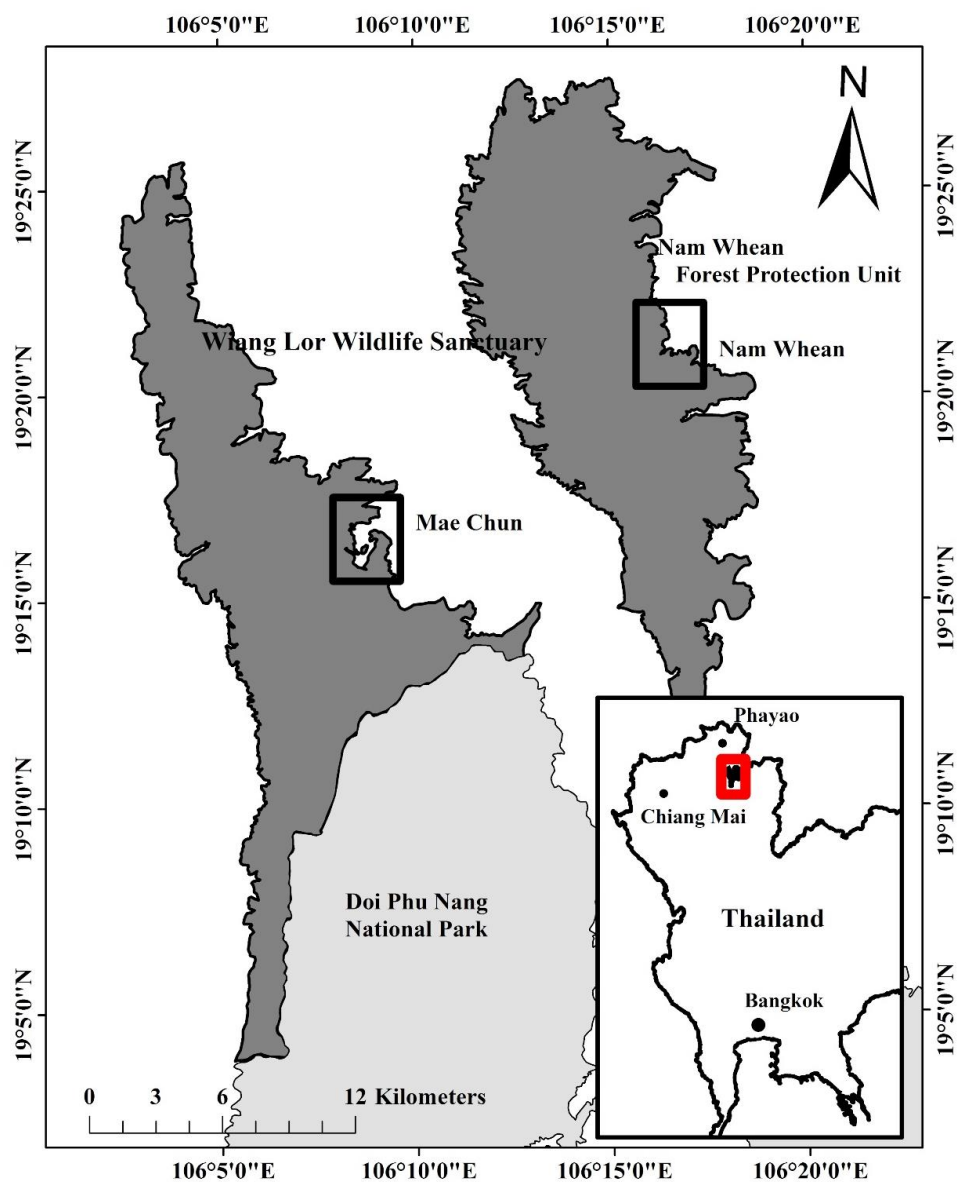 106°5'0"E 106°10'0"E 106°15'0"E 106°20'0"E
N
19°25'0"N
19°25'0"N
Nam Whean
Forest Protection Unit
Wiang Lor Wildlife Sanctuary
Nam Whean
19°20'0"N
19°20'0"N
Mae Chun
19°15'0"N
19°15'0"N
Phayao
Chiang Mai
19°10'0"N
19°10'0"N
Doi Phu Nang
National Park
Thailand
Bangkok
19°5'0"N
19°5'0"N
0 3 6 12 Kilometers
106°5'0"E 106°10'0"E 106°15'0"E 106°20'0"E